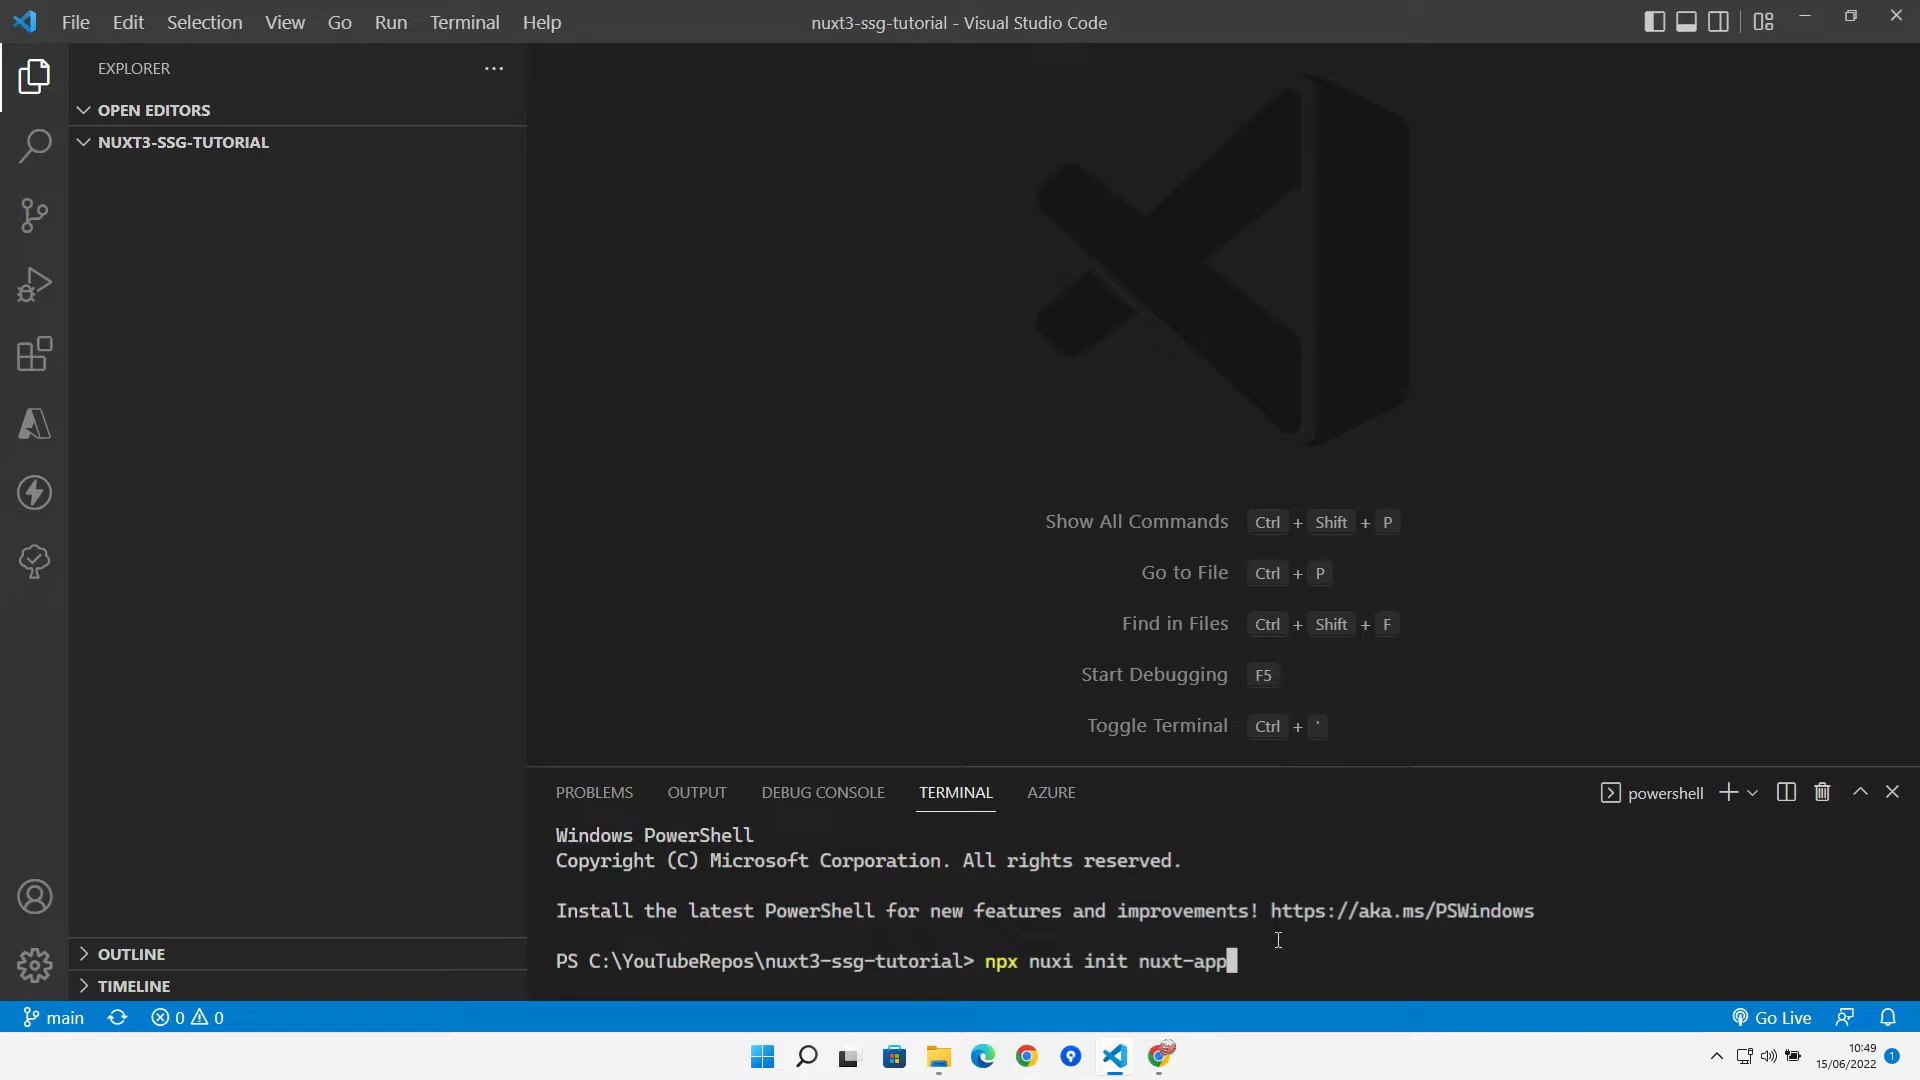 File Edit Selection View Go Run Terminal Help
nuxt3-ssg-tutorial - Visual Studio Code
EXPLORER
OPEN EDITORS
NUXT3-SSG-TUTORIAL
Show All Commands Ctrl + Shift + P
Go to File Ctrl + P
Find in Files Ctrl + Shift + F
Start Debugging F5
Toggle Terminal Ctrl + '
PROBLEMS OUTPUT DEBUG CONSOLE TERMINAL AZURE
powershell
Windows PowerShell
Copyright (C) Microsoft Corporation. All rights reserved.
Install the latest PowerShell for new features and improvements! https://aka.ms/PSWindows
PS C:\YouTubeRepos\nuxt3-ssg-tutorial> npx nuxi init nuxt-app
OUTLINE
TIMELINE
main 0 0
Go Live
10:49
15/06/2022
1